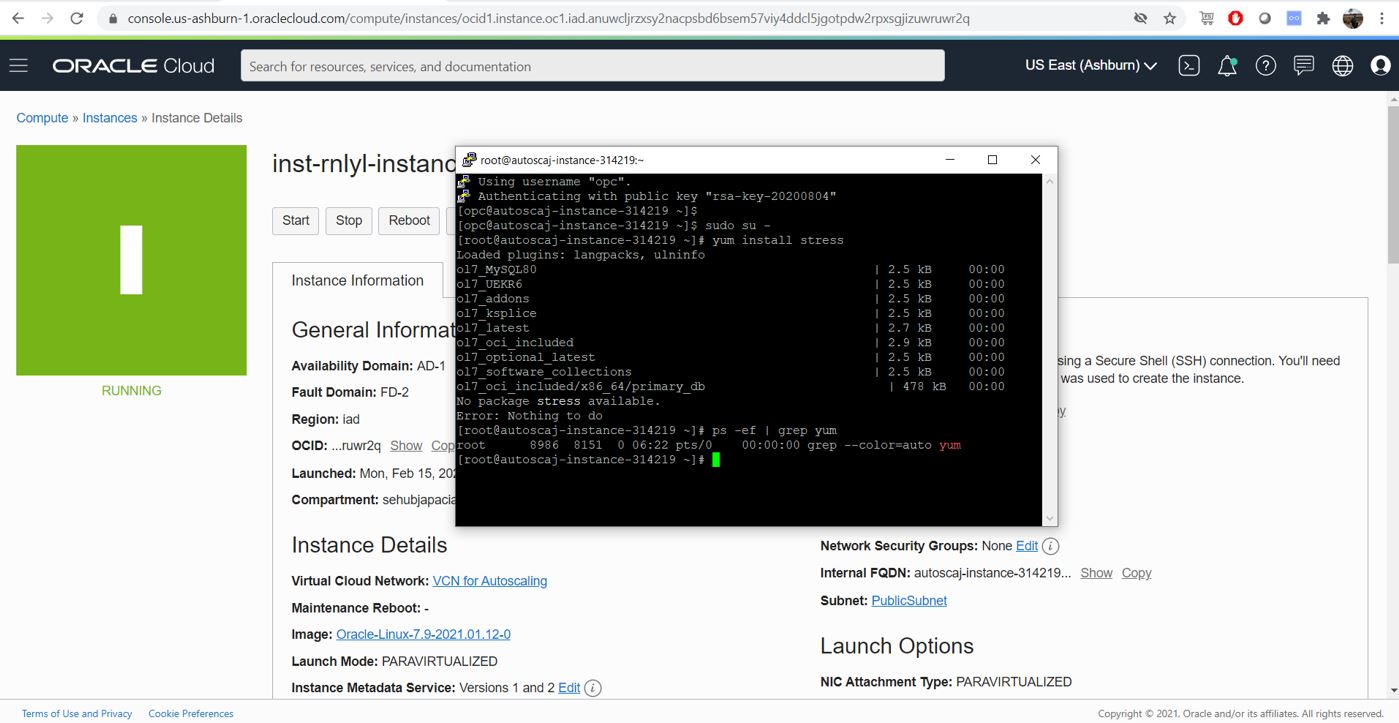 console.us-ashburn-1.oraclecloud.com/compute/instances/ocid1.instance.oc1.iad.anuwcljrzxsy2nacpsbd6bsem57viy4ddcl5jgotpdw2rpxsgjizuwruwr2q
ORACLE Cloud
Search for resources, services, and documentation
US East (Ashburn)
Compute » Instances » Instance Details
inst-rnlyl-instanc
Start Stop Reboot
Instance Information
General Informat
Availability Domain: AD-1
Fault Domain: FD-2
Region: iad
OCID: ...ruwr2q Show Cop
Launched: Mon, Feb 15, 202
Compartment: sehubjapacia
root@autoscaj-instance-314219:~
Using username "opc".
Authenticating with public key "rsa-key-20200804"
[opc@autoscaj-instance-314219 ~]$
[opc@autoscaj-instance-314219 ~]$ sudo su -
[root@autoscaj-instance-314219 ~]# yum install stress
Loaded plugins: langpacks, ulninfo
ol7_MySQL80 | 2.5 kB 00:00
ol7_UEKR6 | 2.5 kB 00:00
ol7_addons | 2.5 kB 00:00
ol7_ksplice | 2.5 kB 00:00
ol7_latest | 2.7 kB 00:00
ol7_oci_included | 2.9 kB 00:00
ol7_optional_latest | 2.5 kB 00:00
ol7_software_collections | 2.5 kB 00:00
ol7_oci_included/x86_64/primary_db | 478 kB 00:00
No package stress available.
Error: Nothing to do
[root@autoscaj-instance-314219 ~]# ps -ef | grep yum
root 8986 8151 0 06:22 pts/0 00:00:00 grep --color=auto yum
[root@autoscaj-instance-314219 ~]#
sing a Secure Shell (SSH) connection. You'll need
was used to create the instance.
py
RUNNING
Instance Details
Virtual Cloud Network: VCN for Autoscaling
Maintenance Reboot: -
Image: Oracle-Linux-7.9-2021.01.12-0
Launch Mode: PARAVIRTUALIZED
Instance Metadata Service: Versions 1 and 2 Edit
Network Security Groups: None Edit
Internal FQDN: autoscaj-instance-314219... Show Copy
Subnet: PublicSubnet
Launch Options
NIC Attachment Type: PARAVIRTUALIZED
Terms of Use and Privacy Cookie Preferences
Copyright © 2021, Oracle and/or its affiliates. All rights reserved.